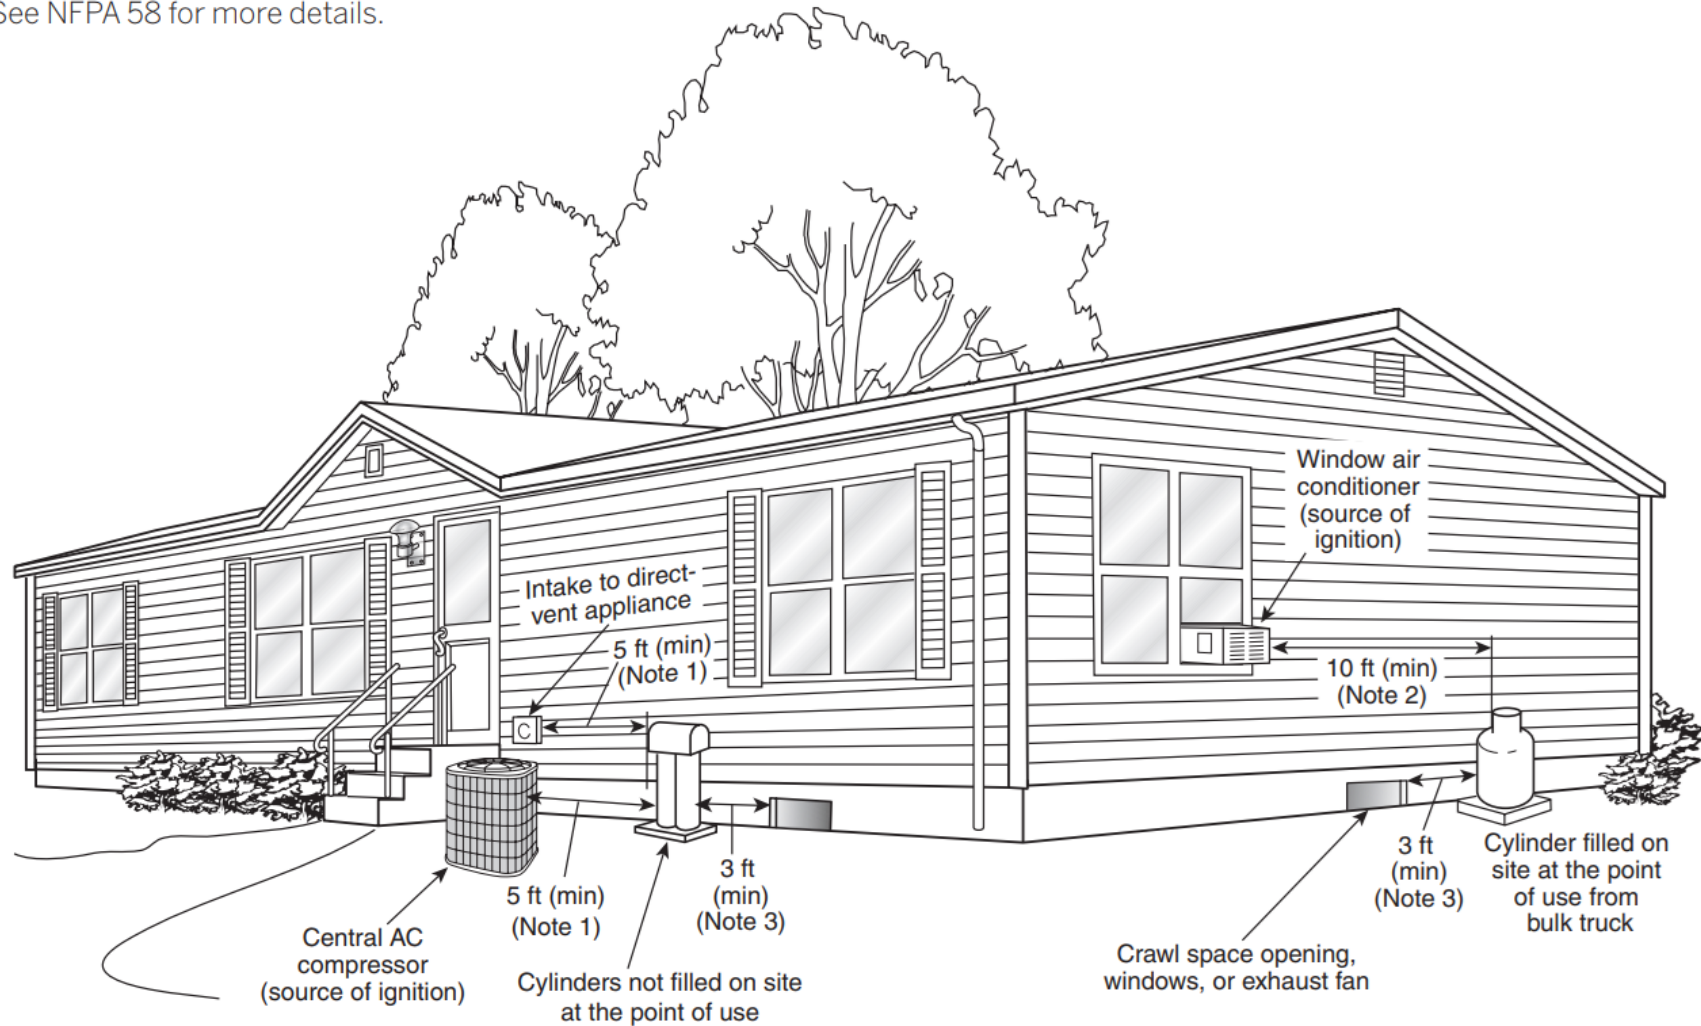 See NFPA 58 for more details.
Window air
conditioner
(source of
ignition)
Intake to direct-
vent appliance
5 ft (min)
(Note 1)
10 ft (min)
(Note 2)
C
5 ft (min)
(Note 1)
3 ft
(min)
(Note 3)
3 ft
(min)
(Note 3)
Cylinder filled on
site at the point
of use from
bulk truck
Central AC
compressor
(source of ignition)
Cylinders not filled on site
at the point of use
Crawl space opening,
windows, or exhaust fan